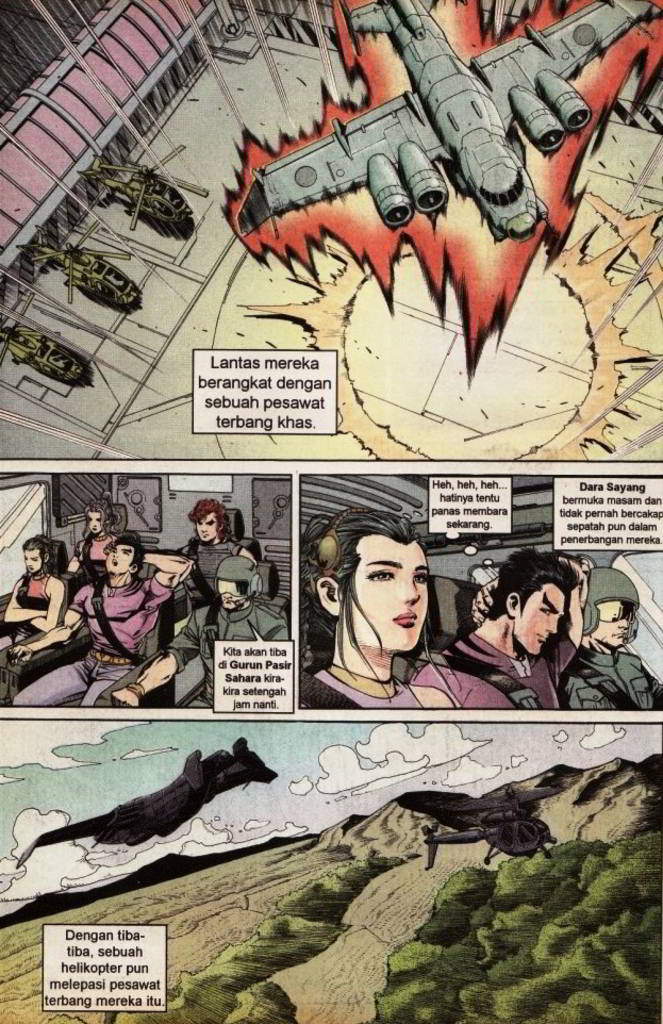 Lantas mereka
berangkat dengan
sebuah pesawat
terbang khas.
Kita akan tiba
di Gurun Pasir
Sahara kira-
kira setengah
jam nanti.
Heh, heh, heh...
hatinya tentu
panas membara
sekarang.
Dara Sayang
bermuka masam dan
tidak pernah bercakap
sepatah pun dalam
penerbangan mereka.
Dengan tiba-
tiba, sebuah
helikopter pun
melepasi pesawat
terbang mereka itu.